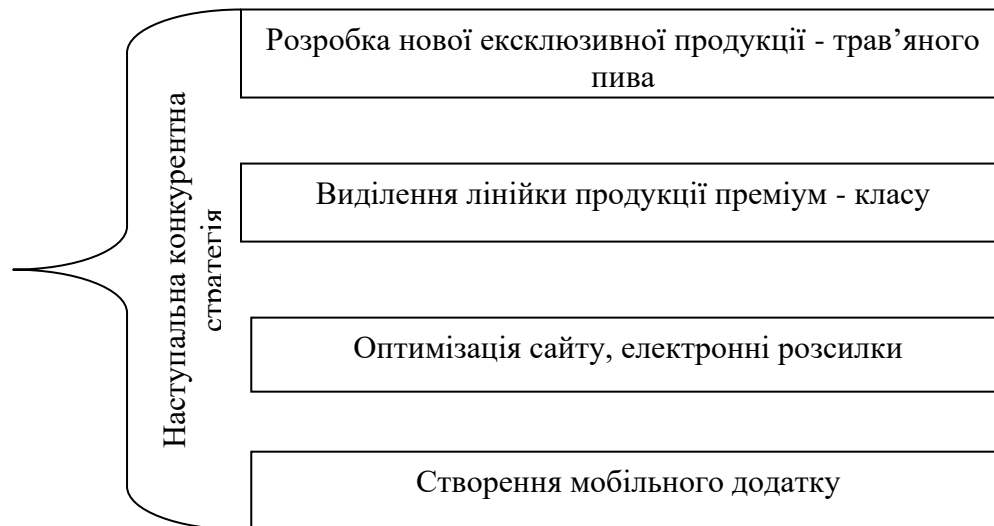 Наступальна конкурентна
стратегія
Розробка нової ексклюзивної продукції - трав’яного
пива
Виділення лінійки продукції преміум - класу
Оптимізація сайту, електронні розсилки
Створення мобільного додатку